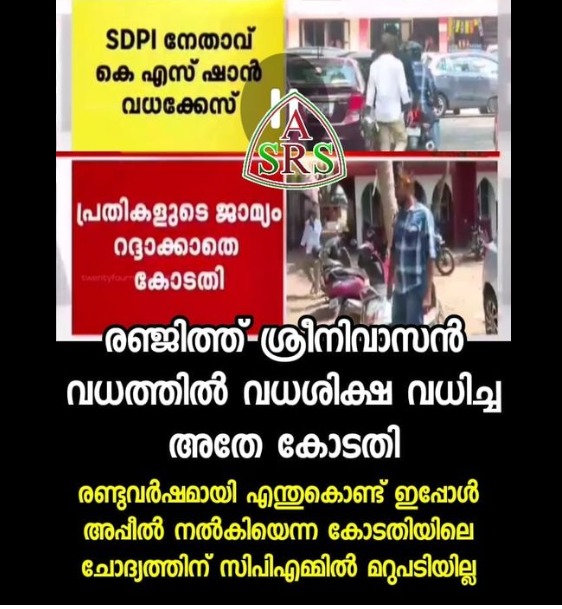 SDPI നേതാവ്
കെ എസ് ഷാൻ
വധക്കേസ്
A
SRS
പ്രതികളുടെ ജാമ്യം
റദ്ദാക്കാതെ
കോടതി
twentyfour
രഞ്ജിത്ത് ശ്രീനിവാസൻ
വധത്തിൽ വധശിക്ഷ വധിച്ച
അതേ കോടതി
രണ്ടുവർഷമായി എന്തുകൊണ്ട് ഇപ്പോൾ
അപ്പീൽ നൽകിയെന്ന കോടതിയിലെ
ചോദ്യത്തിന് സിപിഎമ്മിൽ മറുപടിയില്ല